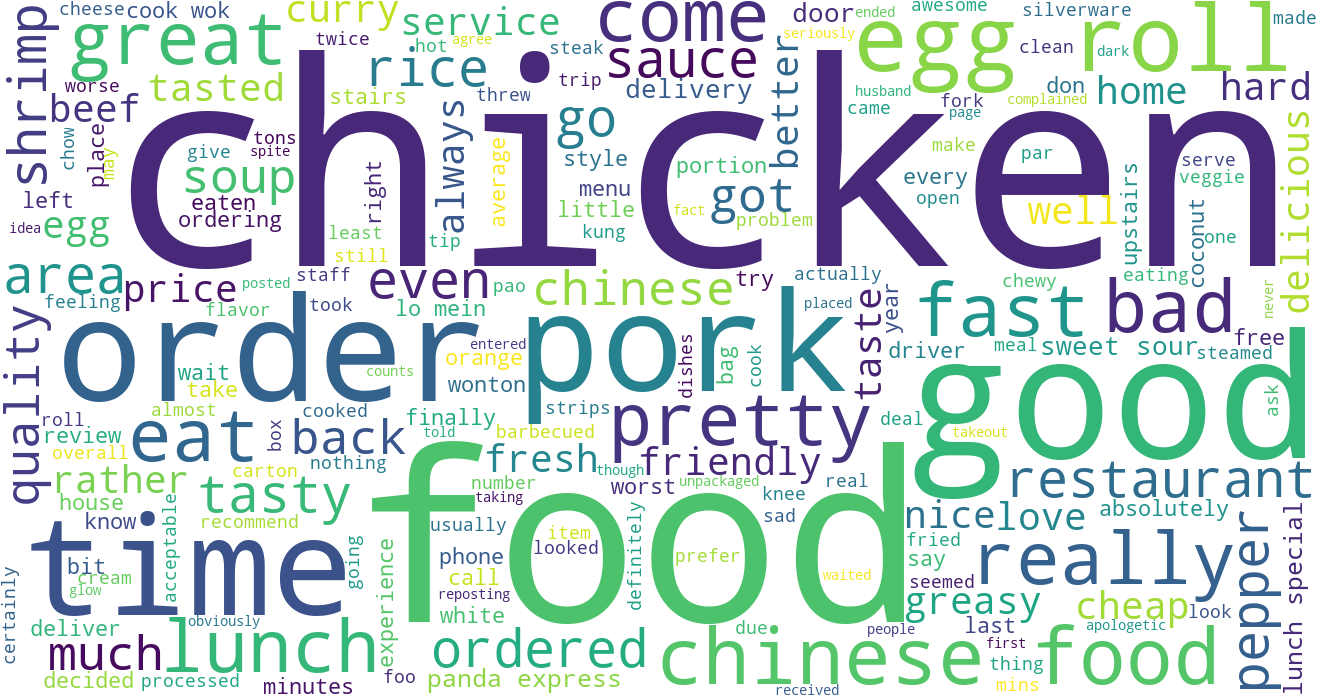 cheese
cook wok
curry
service
come
door
seriously
awesome
silverware
made
ended
great
twice
hot
agree
steak
sauce
egg roll
clean
dark
shrimp
worse
beef
tasted
stairs
rice
threw
trip
delivery
better
husband
came
fork
page
complained
don
home
hard
chicken
chow
place
may
tons
spite
give
soup
eaten
ordering
right
always
average
go
style
menu
little
kung
portion
got
fact
problem
every
open
make
par
well
upstairs
serve
veggie
coconut
one
delicious
left
idea
egg
least
still
tip
area
feeling
price
posted
staff
even
pao
chinese
try
actually
chewy
eating
never
flavor
took
lo mein
placed
year
fast
bad
free
quality
order
entered
orange
wonton
counts
pork
dishes
bag
cook
taste
driver
meal
sweet sour
steamed
good
wait
take
almost
cooked
strips
pretty
deal
ask
takeout
roll
review
overall
eat
box
back
finally
told
barbecued
nothing
carton
fresh
though
friendly
rather
house
tasty
number
taking
worst
unpackaged
knee
real
sad
restaurant
know
acceptable
recommend
usually
food
nice
love
absolutely
time
bit
cream
glow
going
experience
phone
call
reposting
white
item
looked
definitely
prefer
waited
fried
say
seemed
really
pepper
lunch special
greasy
cheap
look
certainly
deliver
obviously
much
lunch
ordered
due
people
last
first
apologetic
chinese food
thing
mins
decided
processed
minutes
foo
panda express
received